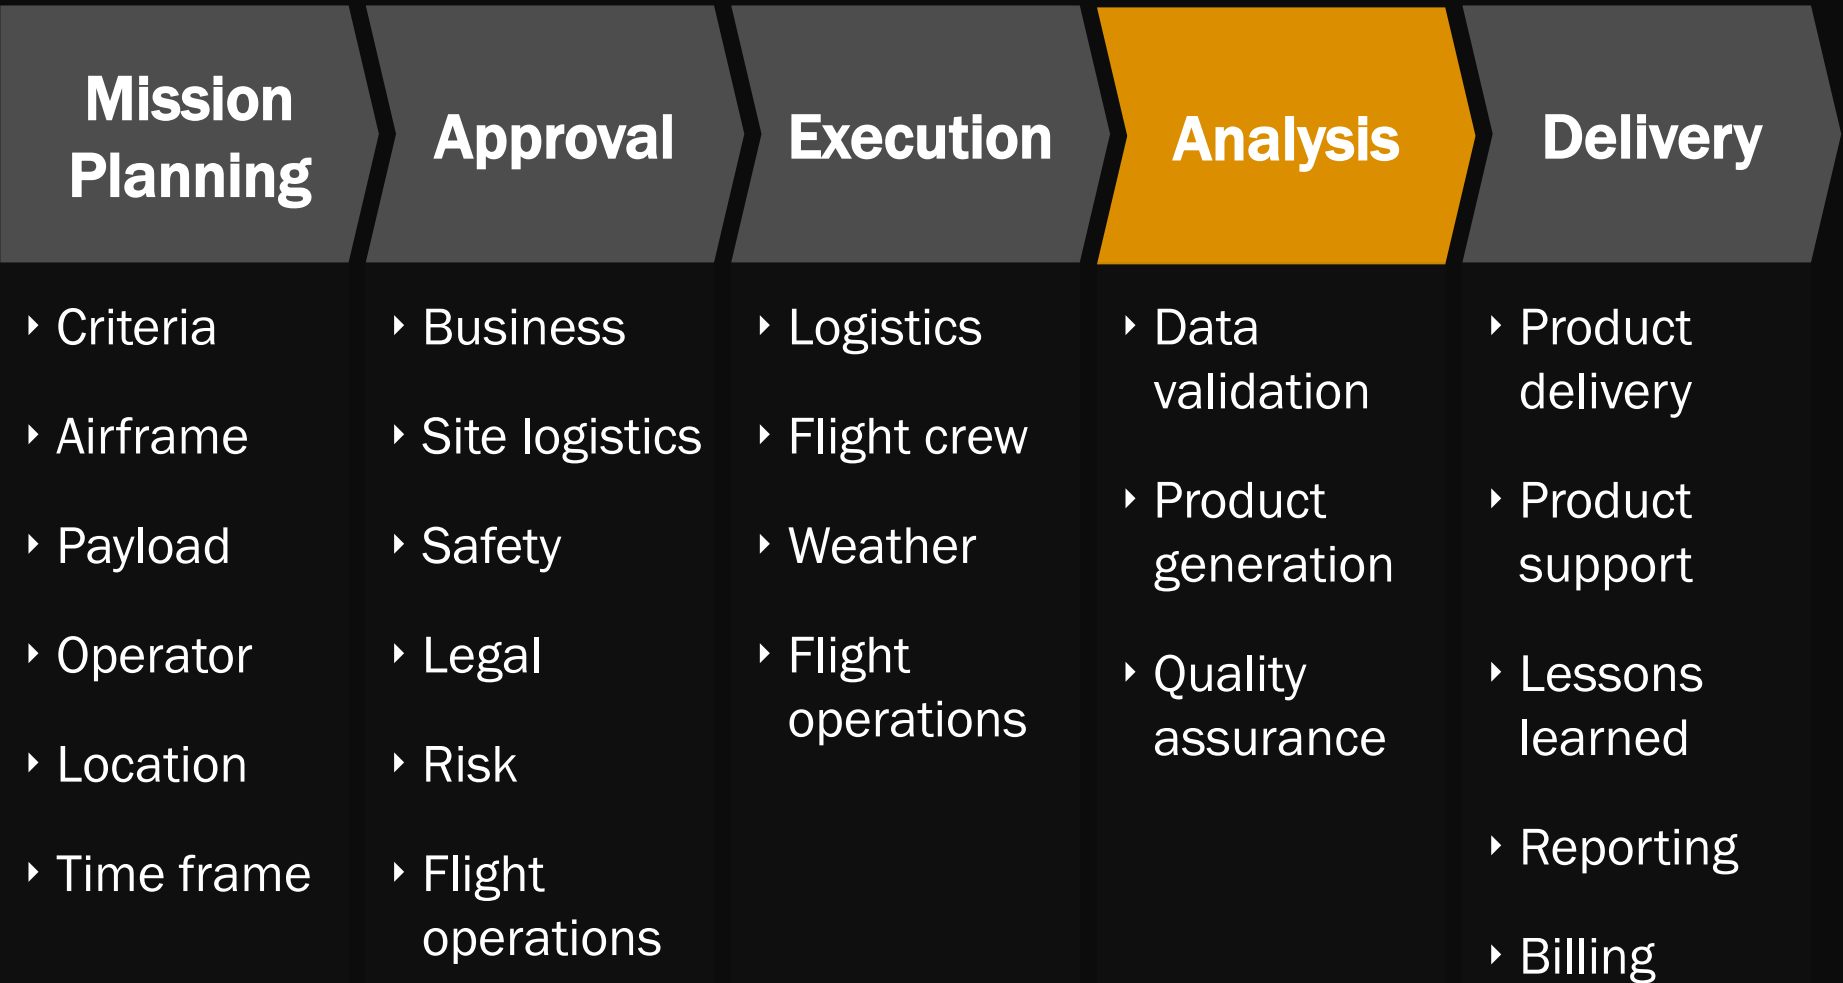 Mission
Planning
Approval
Execution
Analysis
Delivery
Criteria
Airframe
Payload
Operator
Location
Time frame
Business
Site logistics
Safety
Legal
Risk
Flight
operations
Logistics
Flight crew
Weather
Flight
operations
Data
validation
Product
generation
Quality
assurance
Product
delivery
Product
support
Lessons
learned
Reporting
Billing